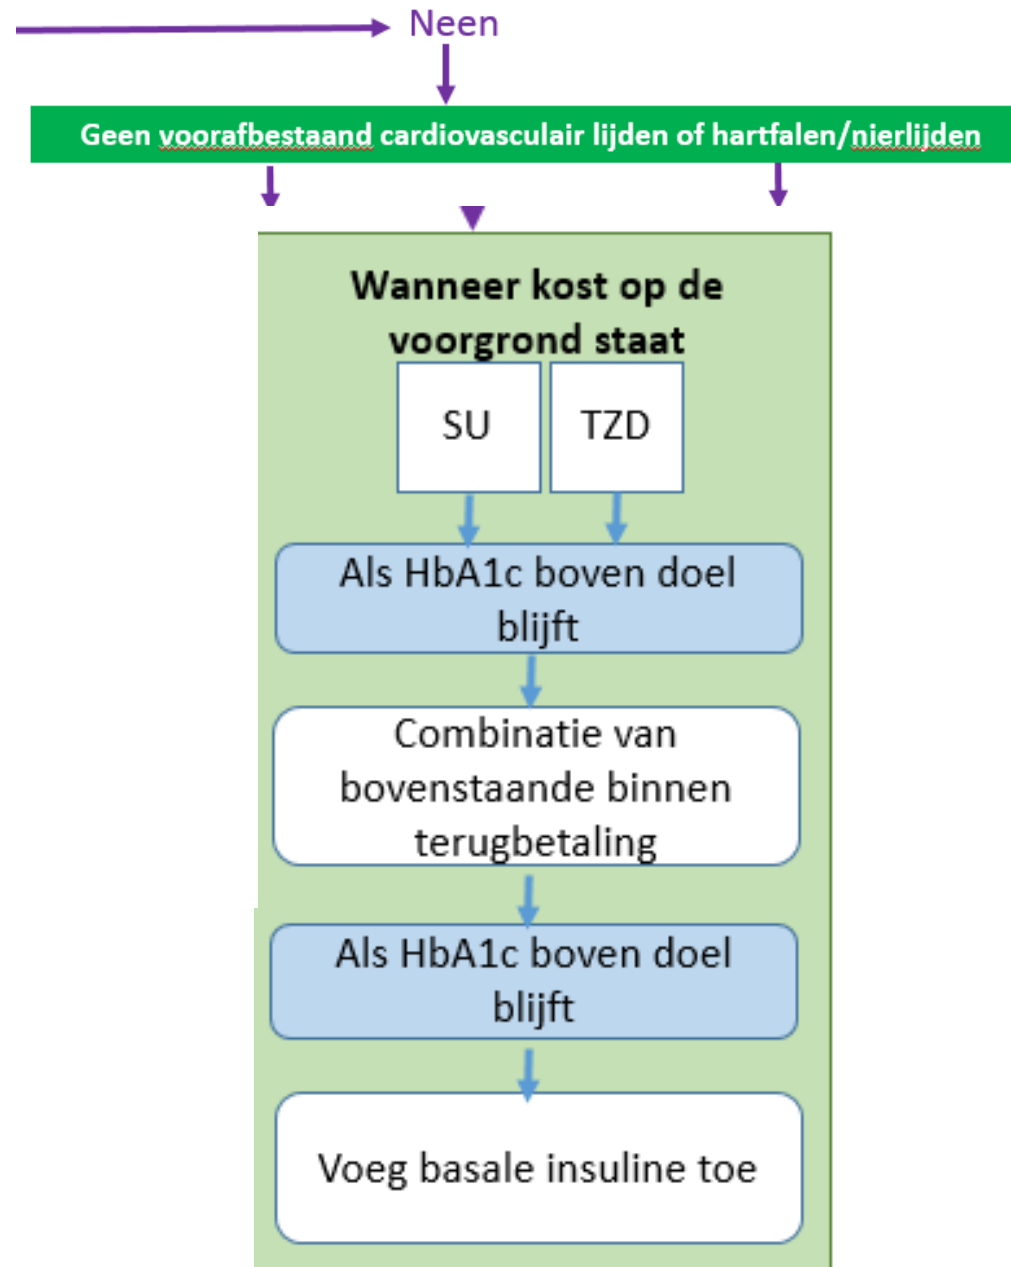 Neen
Geen voorafbestaand cardiovasculair lijden of hartfalen/nierlijden
Wanneer kost op de
voorgrond staat
SU
TZD
Als HbA1c boven doel
blijft
Combinatie van
bovenstaande binnen
terugbetaling
Als HbA1c boven doel
blijft
Voeg basale insuline toe